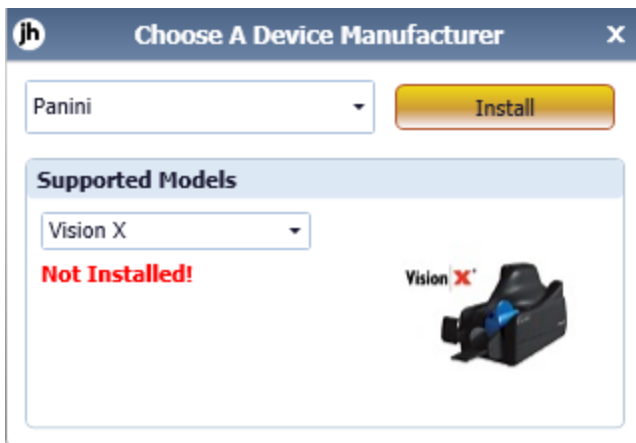 jh Choose A Device Manufacturer X
Panini Install
Supported Models
Vision X
Not Installed!
Vision X